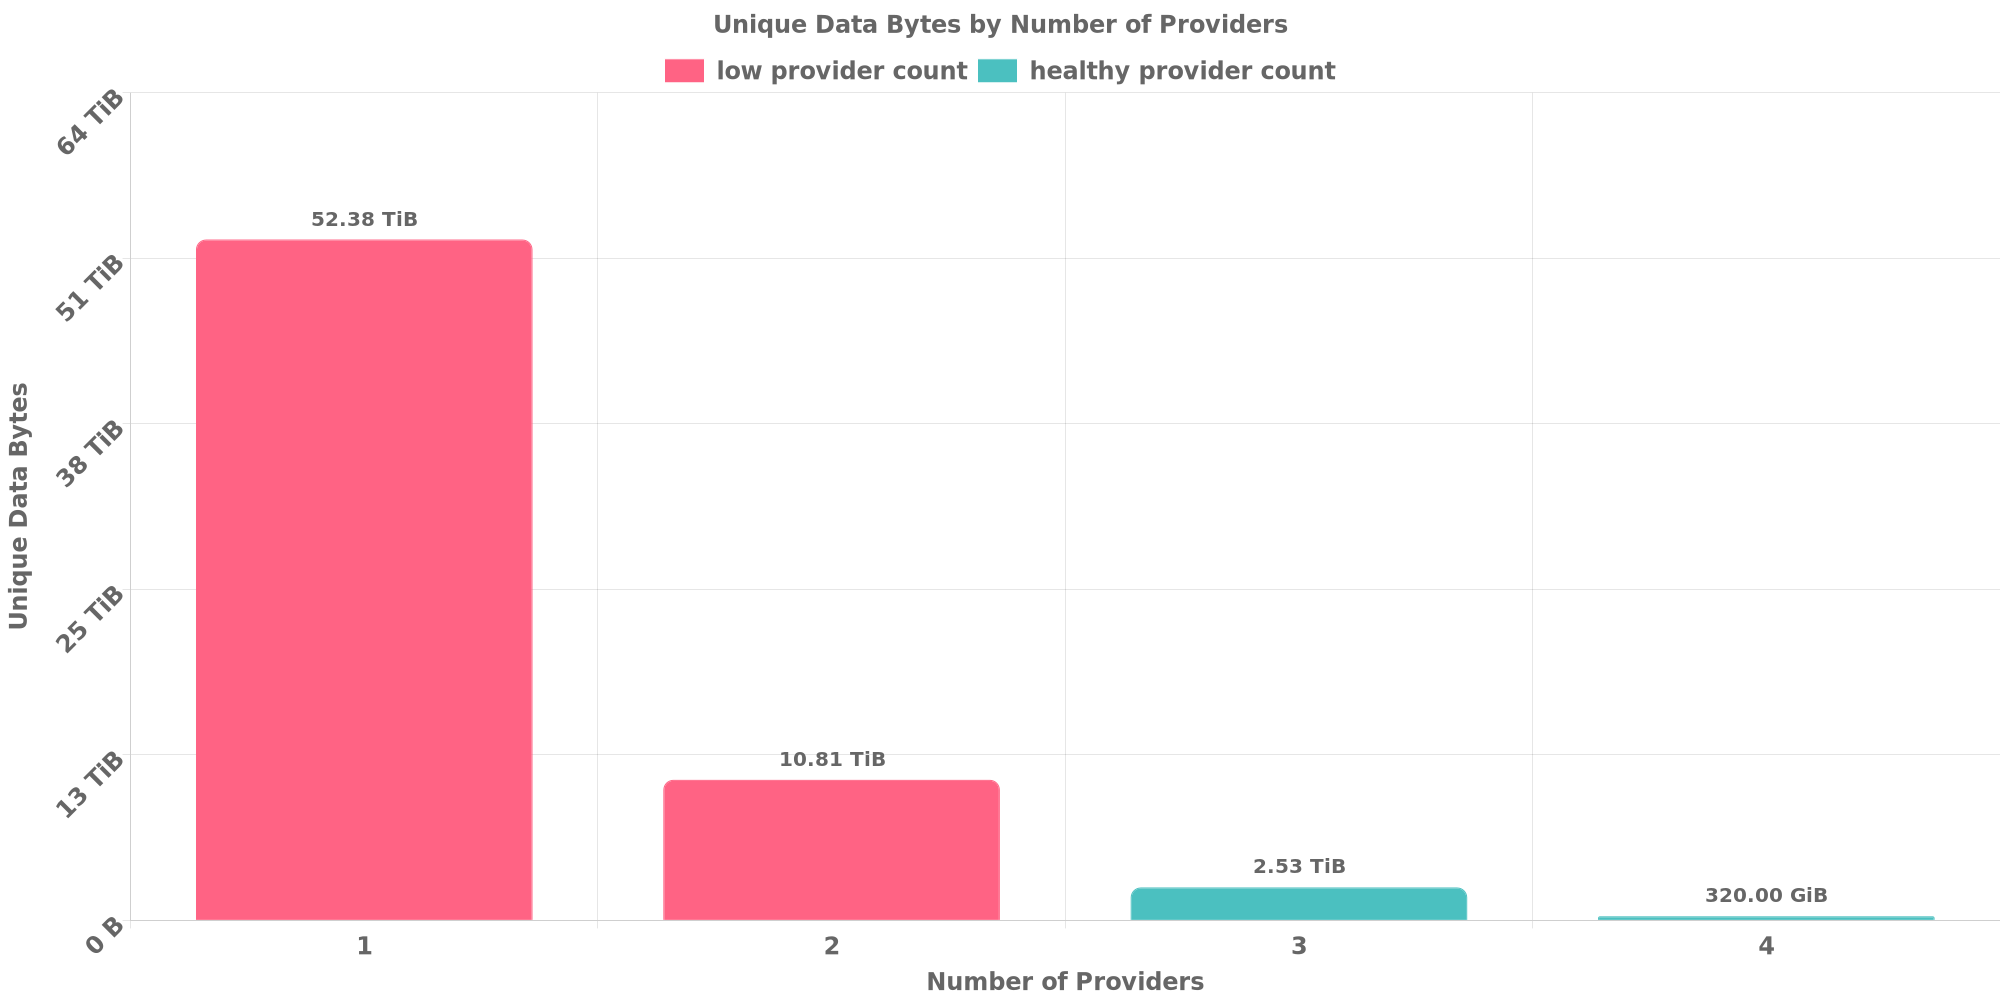 Unique Data Bytes by Number of Providers
low provider count healthy provider count
64 TiB
51 TiB
38 TiB
25 TiB
13 TiB
0 B
Unique Data Bytes
52.38 TiB
10.81 TiB
2.53 TiB
320.00 GiB
1 2 3 4
Number of Providers